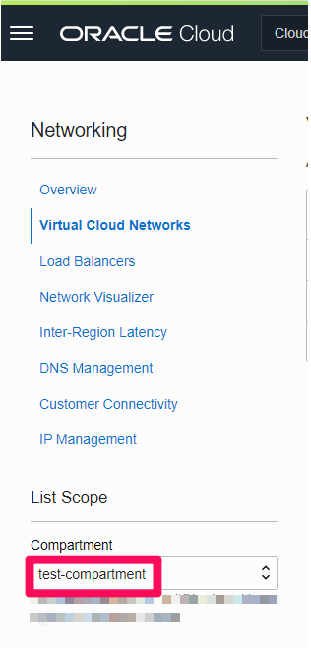 ORACLE Cloud
Cloud
Networking
Overview
Virtual Cloud Networks
Load Balancers
Network Visualizer
Inter-Region Latency
DNS Management
Customer Connectivity
IP Management
List Scope
Compartment
test-compartment